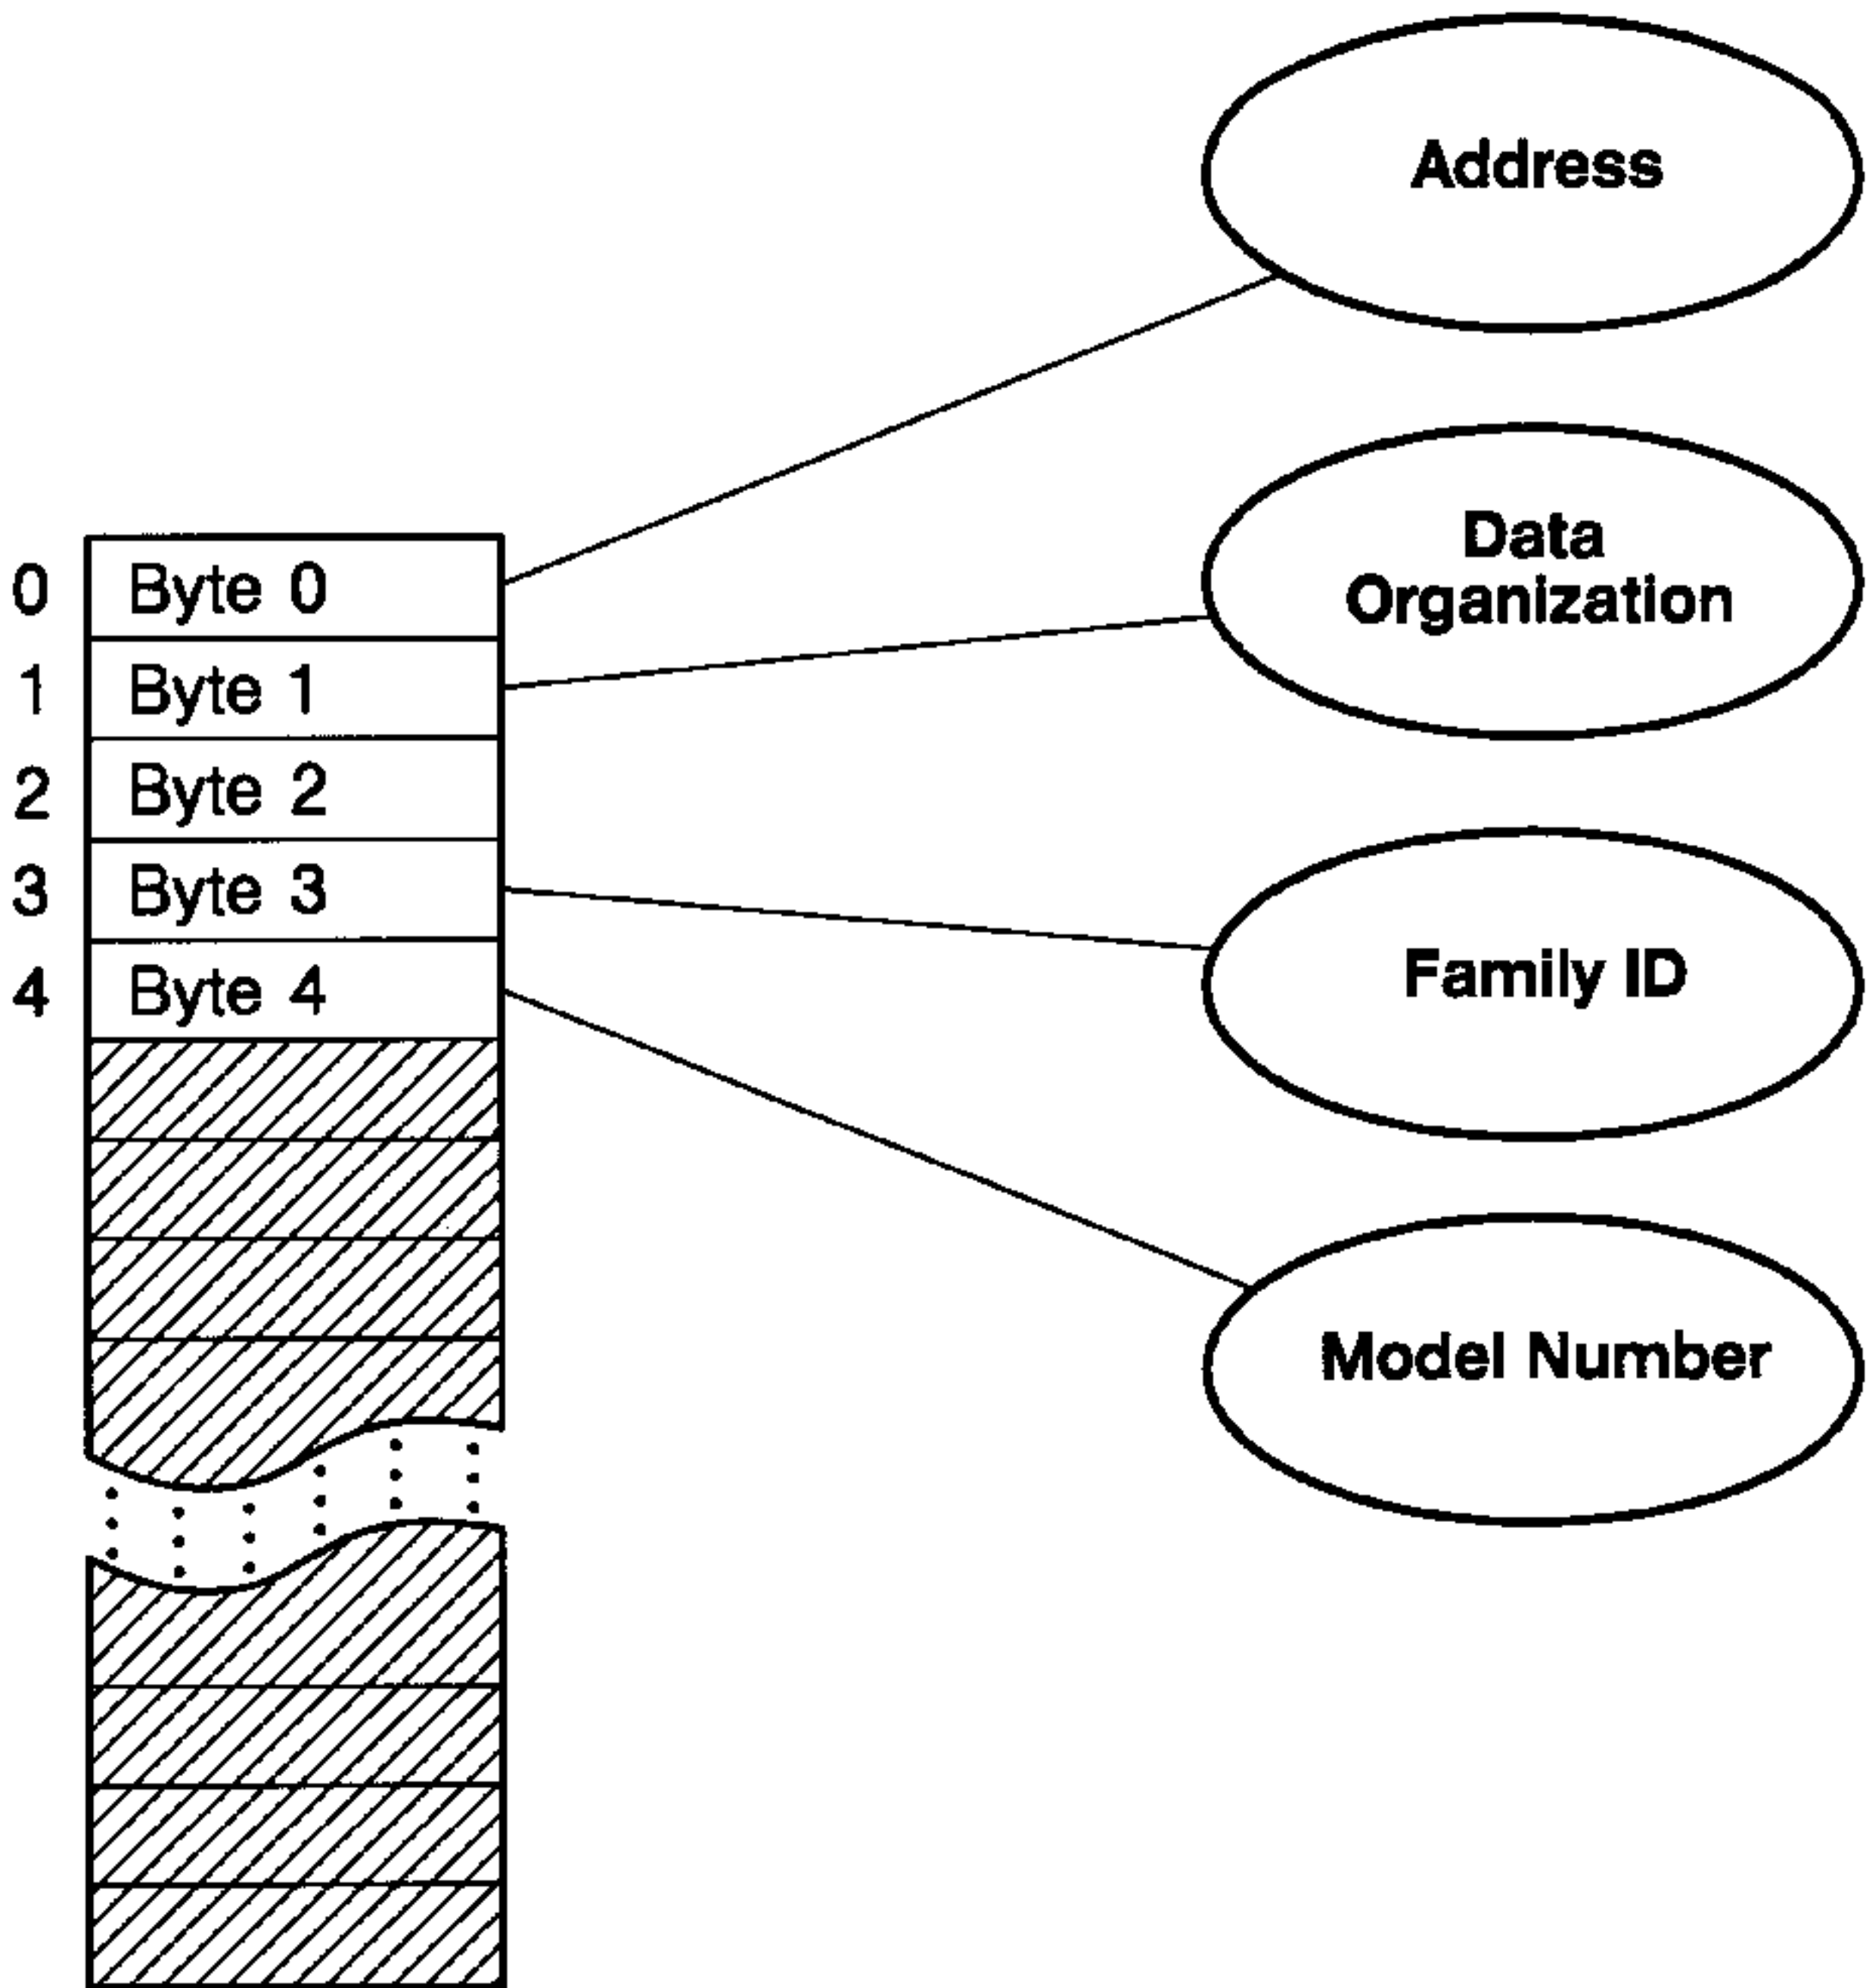 Address
Data
Organization
0 Byte 0
1 Byte 1
2 Byte 2
3 Byte 3
4 Byte 4
Family ID
Model Number